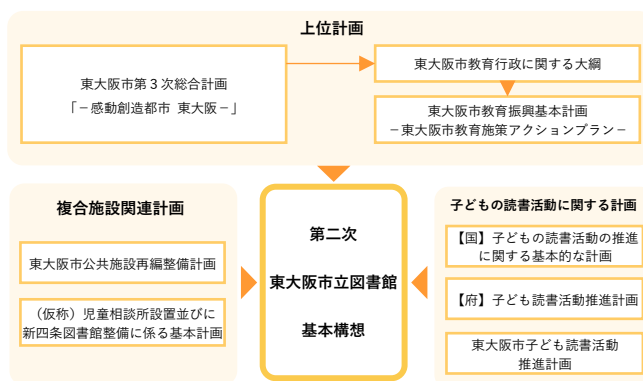 上位計画
東大阪市第３次総合計画
「－感動創造都市 東大阪－」
東大阪市教育行政に関する大綱
東大阪市教育振興基本計画
－東大阪市教育施策アクションプラン－
複合施設関連計画
東大阪市公共施設再編整備計画
（仮称）児童相談所設置並びに
新四条図書館整備に係る基本計画
第二次
東大阪市立図書館
基本構想
子どもの読書活動に関する計画
【国】子どもの読書活動の推進
に関する基本的な計画
【府】子ども読書活動推進計画
東大阪市子ども読書活動
推進計画